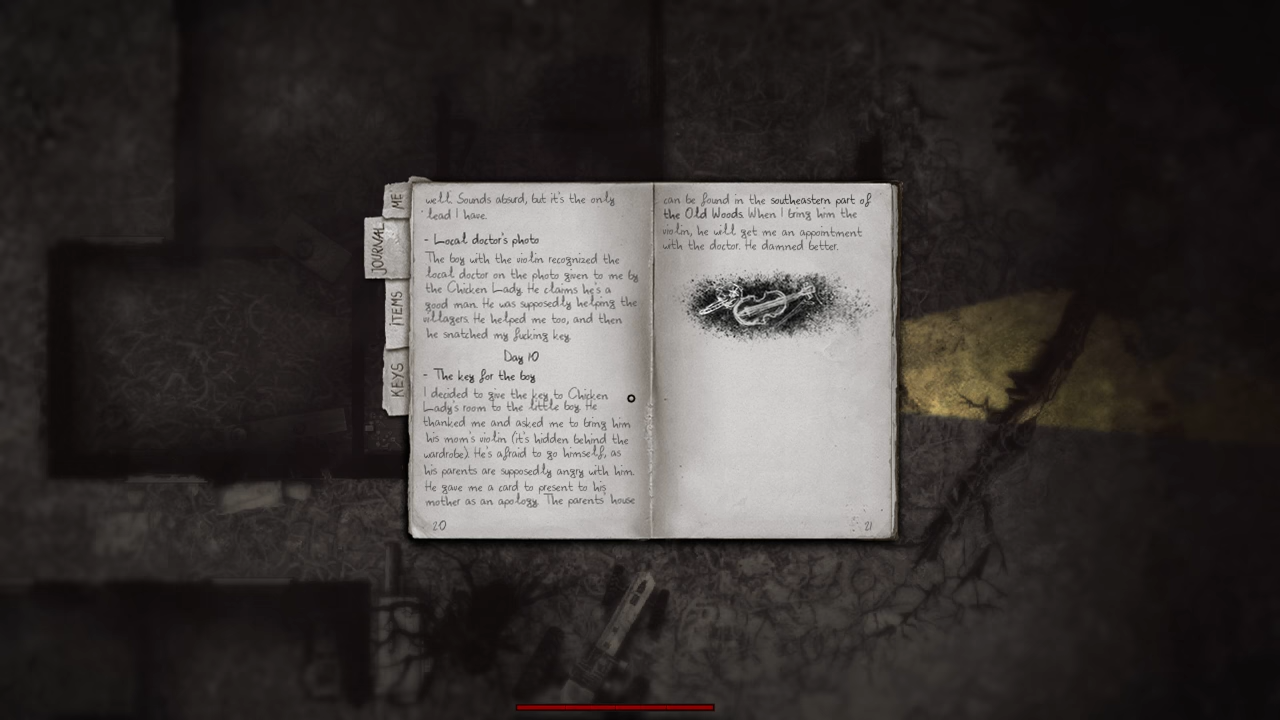 ME
JOURNAL
ITEMS
KEYS
well. Sounds absurd, but it's the only
lead I have.
- Local doctor's photo
The boy with the violin recognized the
local doctor on the photo given to me by
the Chicken Lady. He claims he's a
good man. He was supposedly helping the
villagers. He helped me too, and then
he snatched my fucking key.
Day 10
- The key for the boy
I decided to give the key to Chicken
Lady's room to the little boy. He
thanked me and asked me to bring him
his mom's violin (it's hidden behind the
wardrobe). He's afraid to go himself, as
his parents are supposedly angry with him.
He gave me a card to present to his
mother as an apology. The parents' house
20
can be found in the southeastern part of
the Old Woods. When I bring him the
violin, he will get me an appointment
with the doctor. He damned better.
21